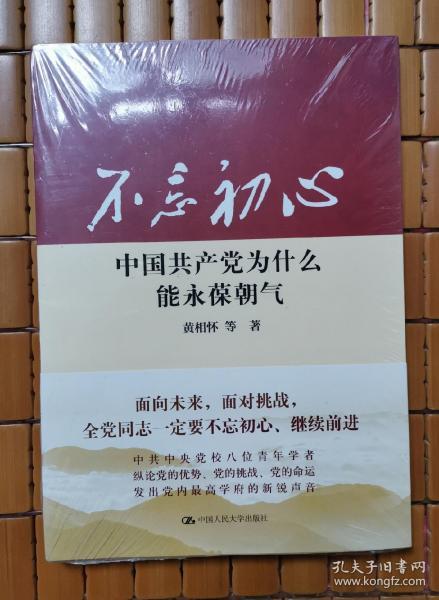 不忘初心
中国共产党为什么
能永葆朝气
黄相怀 等 著
面向未来，面对挑战，
全党同志一定要不忘初心、继续前进
中共中央党校八位青年学者
纵论党的优势、党的挑战、党的命运
发出党内最高学府的新锐声音
中国人民大学出版社
孔夫子旧书网